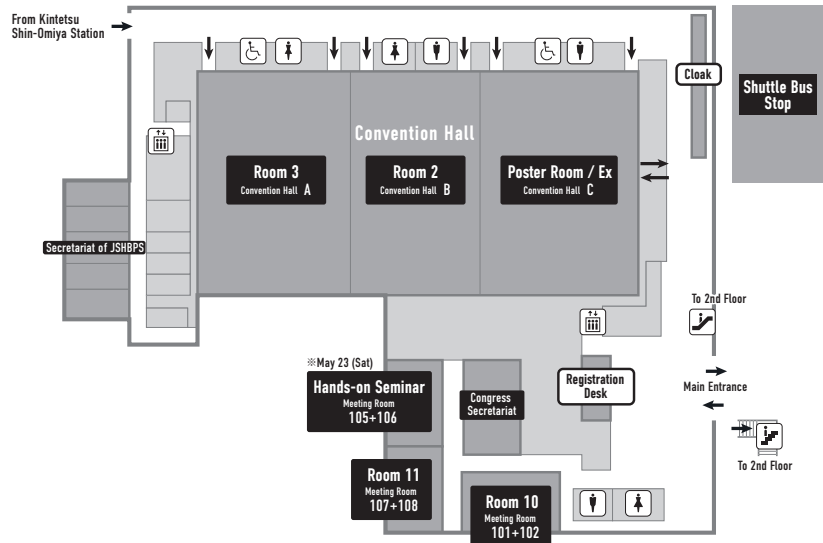 From Kintetsu
Shin-Omiya Station
Cloak
Shuttle Bus
Stop
Convention Hall
Room 3
Convention Hall A
Room 2
Convention Hall B
Poster Room / Ex
Convention Hall C
Secretariat of JSHBPS
To 2nd Floor
※May 23 (Sat)
Hands-on Seminar
Meeting Room
105+106
Congress
Secretariat
Registration
Desk
Main Entrance
Room 11
Meeting Room
107+108
Room 10
Meeting Room
101+102
To 2nd Floor